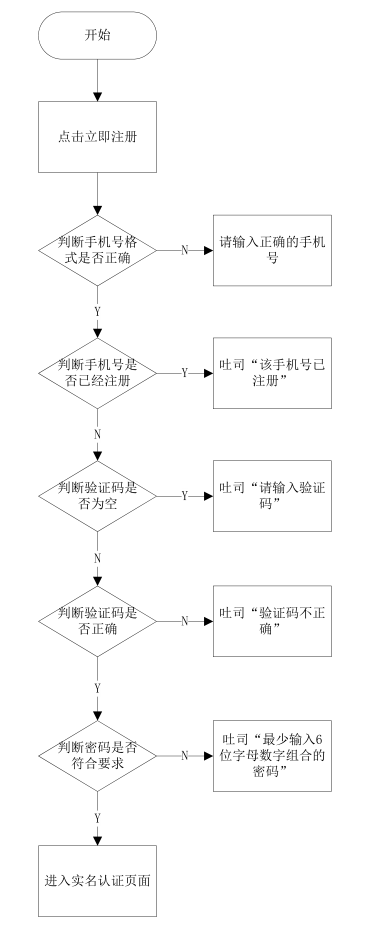 开始
点击立即注册
判断手机号格
式是否正确
N
请输入正确的手机
号
Y
判断手机号是
否已经注册
Y
吐司“该手机号已
注册”
N
判断验证码是
否为空
Y
吐司“请输入验证
码”
N
判断验证码是
否正确
N
吐司“验证码不正
确”
Y
判断密码是否
符合要求
N
吐司“最少输入6
位字母数字组合的
密码”
Y
进入实名认证页面